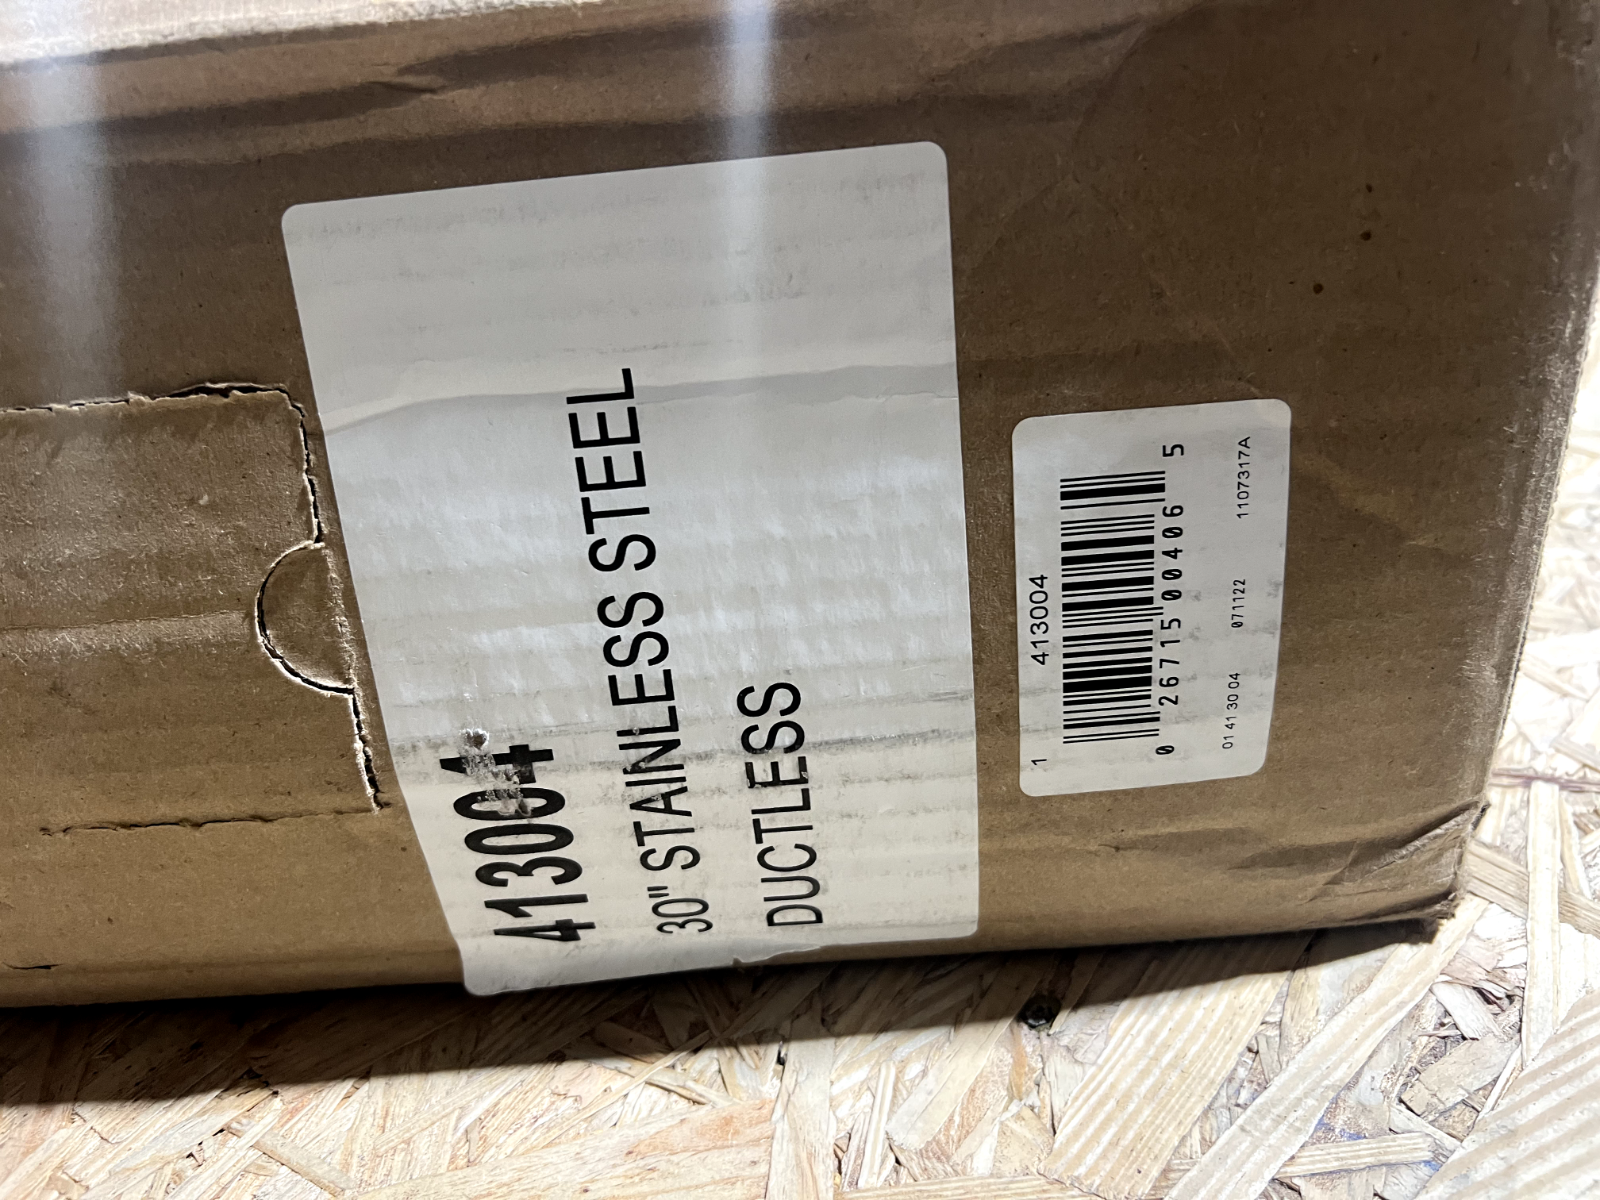 413004
30" STAINLESS STEEL
DUCTLESS
1 413004
0 26715 00406 5
01 41 30 04 071122 1107317A